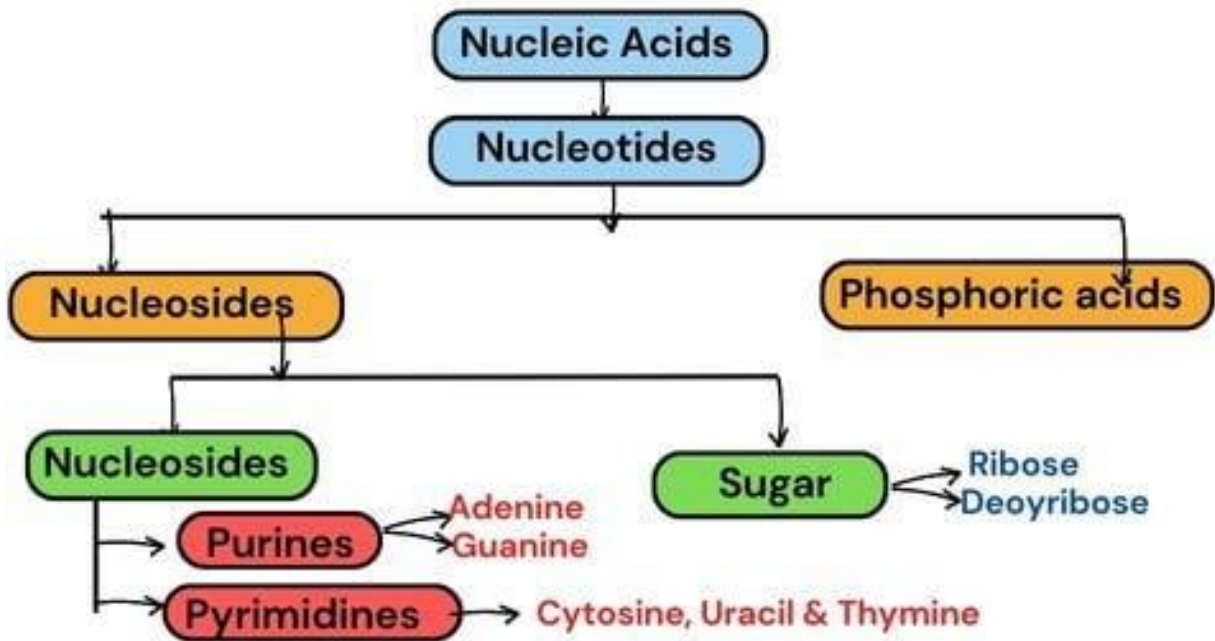 Nucleic Acids
Nucleotides
Nucleosides
Phosphoric acids
Nucleosides
Sugar
Ribose
Deoyribose
Purines
Adenine
Guanine
Pyrimidines
Cytosine, Uracil & Thymine